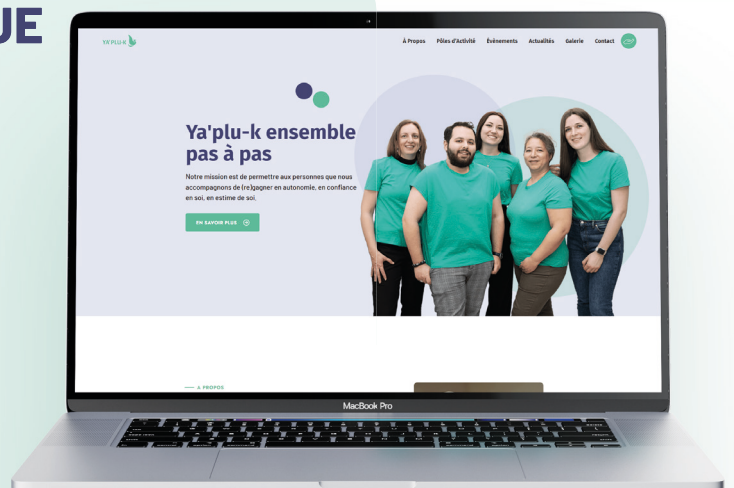 UE
YA'PLU-K
À Propos Pôles d'Activité Événements Actualités Galerie Contact
Ya'plu-k ensemble
pas à pas
Notre mission est de permettre aux personnes que nous
accompagnons de (re)gagner en autonomie, en confiance
en soi, en estime de soi.
EN SAVOIR PLUS
A PROPOS
MacBook Pro